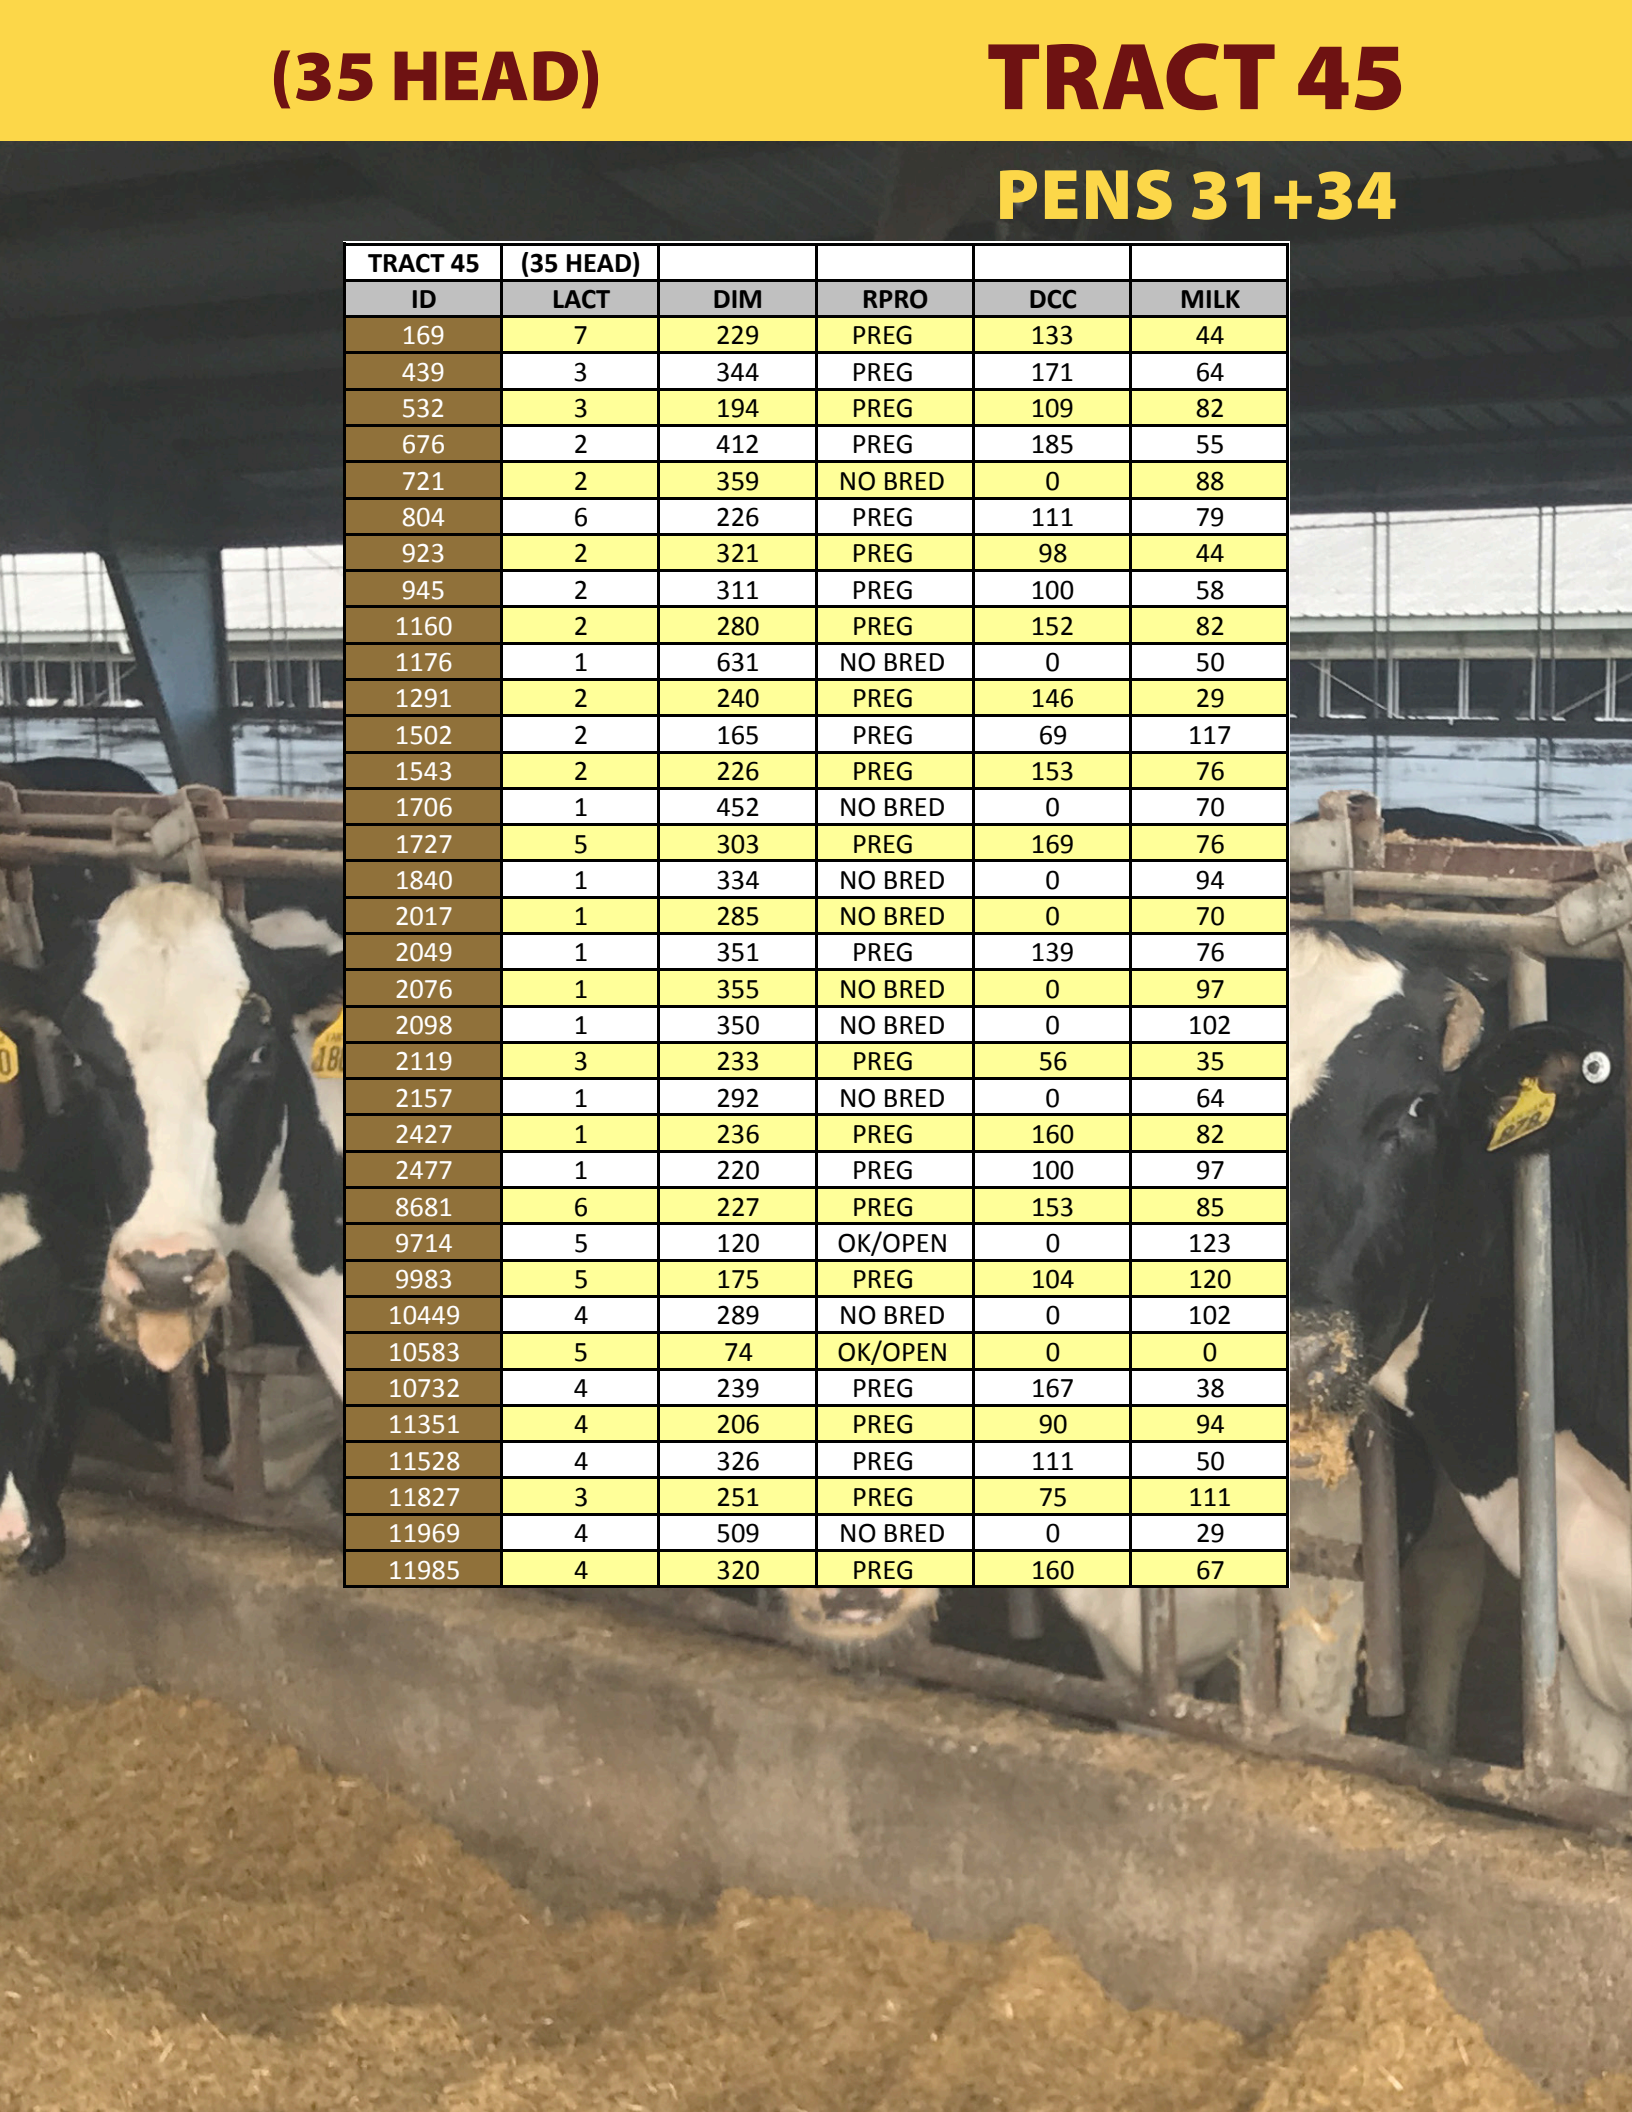 (35 HEAD) TRACT 45
PENS 31+34
TRACT 45 (35 HEAD)
ID LACT DIM RPRO DCC MILK
169 7 229 PREG 133 44
439 3 344 PREG 171 64
532 3 194 PREG 109 82
676 2 412 PREG 185 55
721 2 359 NO BRED 0 88
804 6 226 PREG 111 79
923 2 321 PREG 98 44
945 2 311 PREG 100 58
1160 2 280 PREG 152 82
1176 1 631 NO BRED 0 50
1291 2 240 PREG 146 29
1502 2 165 PREG 69 117
1543 2 226 PREG 153 76
1706 1 452 NO BRED 0 70
1727 5 303 PREG 169 76
1840 1 334 NO BRED 0 94
2017 1 285 NO BRED 0 70
2049 1 351 PREG 139 76
2076 1 355 NO BRED 0 97
2098 1 350 NO BRED 0 102
2119 3 233 PREG 56 35
2157 1 292 NO BRED 0 64
2427 1 236 PREG 160 82
2477 1 220 PREG 100 97
8681 6 227 PREG 153 85
9714 5 120 OK/OPEN 0 123
9983 5 175 PREG 104 120
10449 4 289 NO BRED 0 102
10583 5 74 OK/OPEN 0 0
10732 4 239 PREG 167 38
11351 4 206 PREG 90 94
11528 4 326 PREG 111 50
11827 3 251 PREG 75 111
11969 4 509 NO BRED 0 29
11985 4 320 PREG 160 67